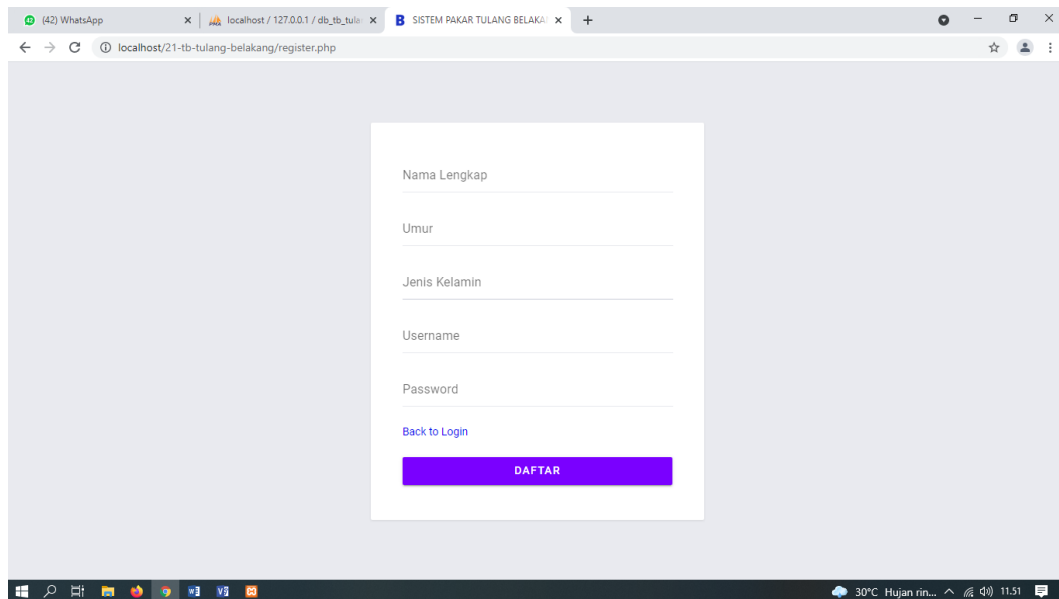 (42) WhatsApp
localhost / 127.0.0.1 / db_tb_tula
SISTEM PAKAR TULANG BELAKA
localhost/21-tb-tulang-belakang/register.php
Nama Lengkap
Umur
Jenis Kelamin
Username
Password
Back to Login
DAFTAR
30°C Hujan rin... 11.51